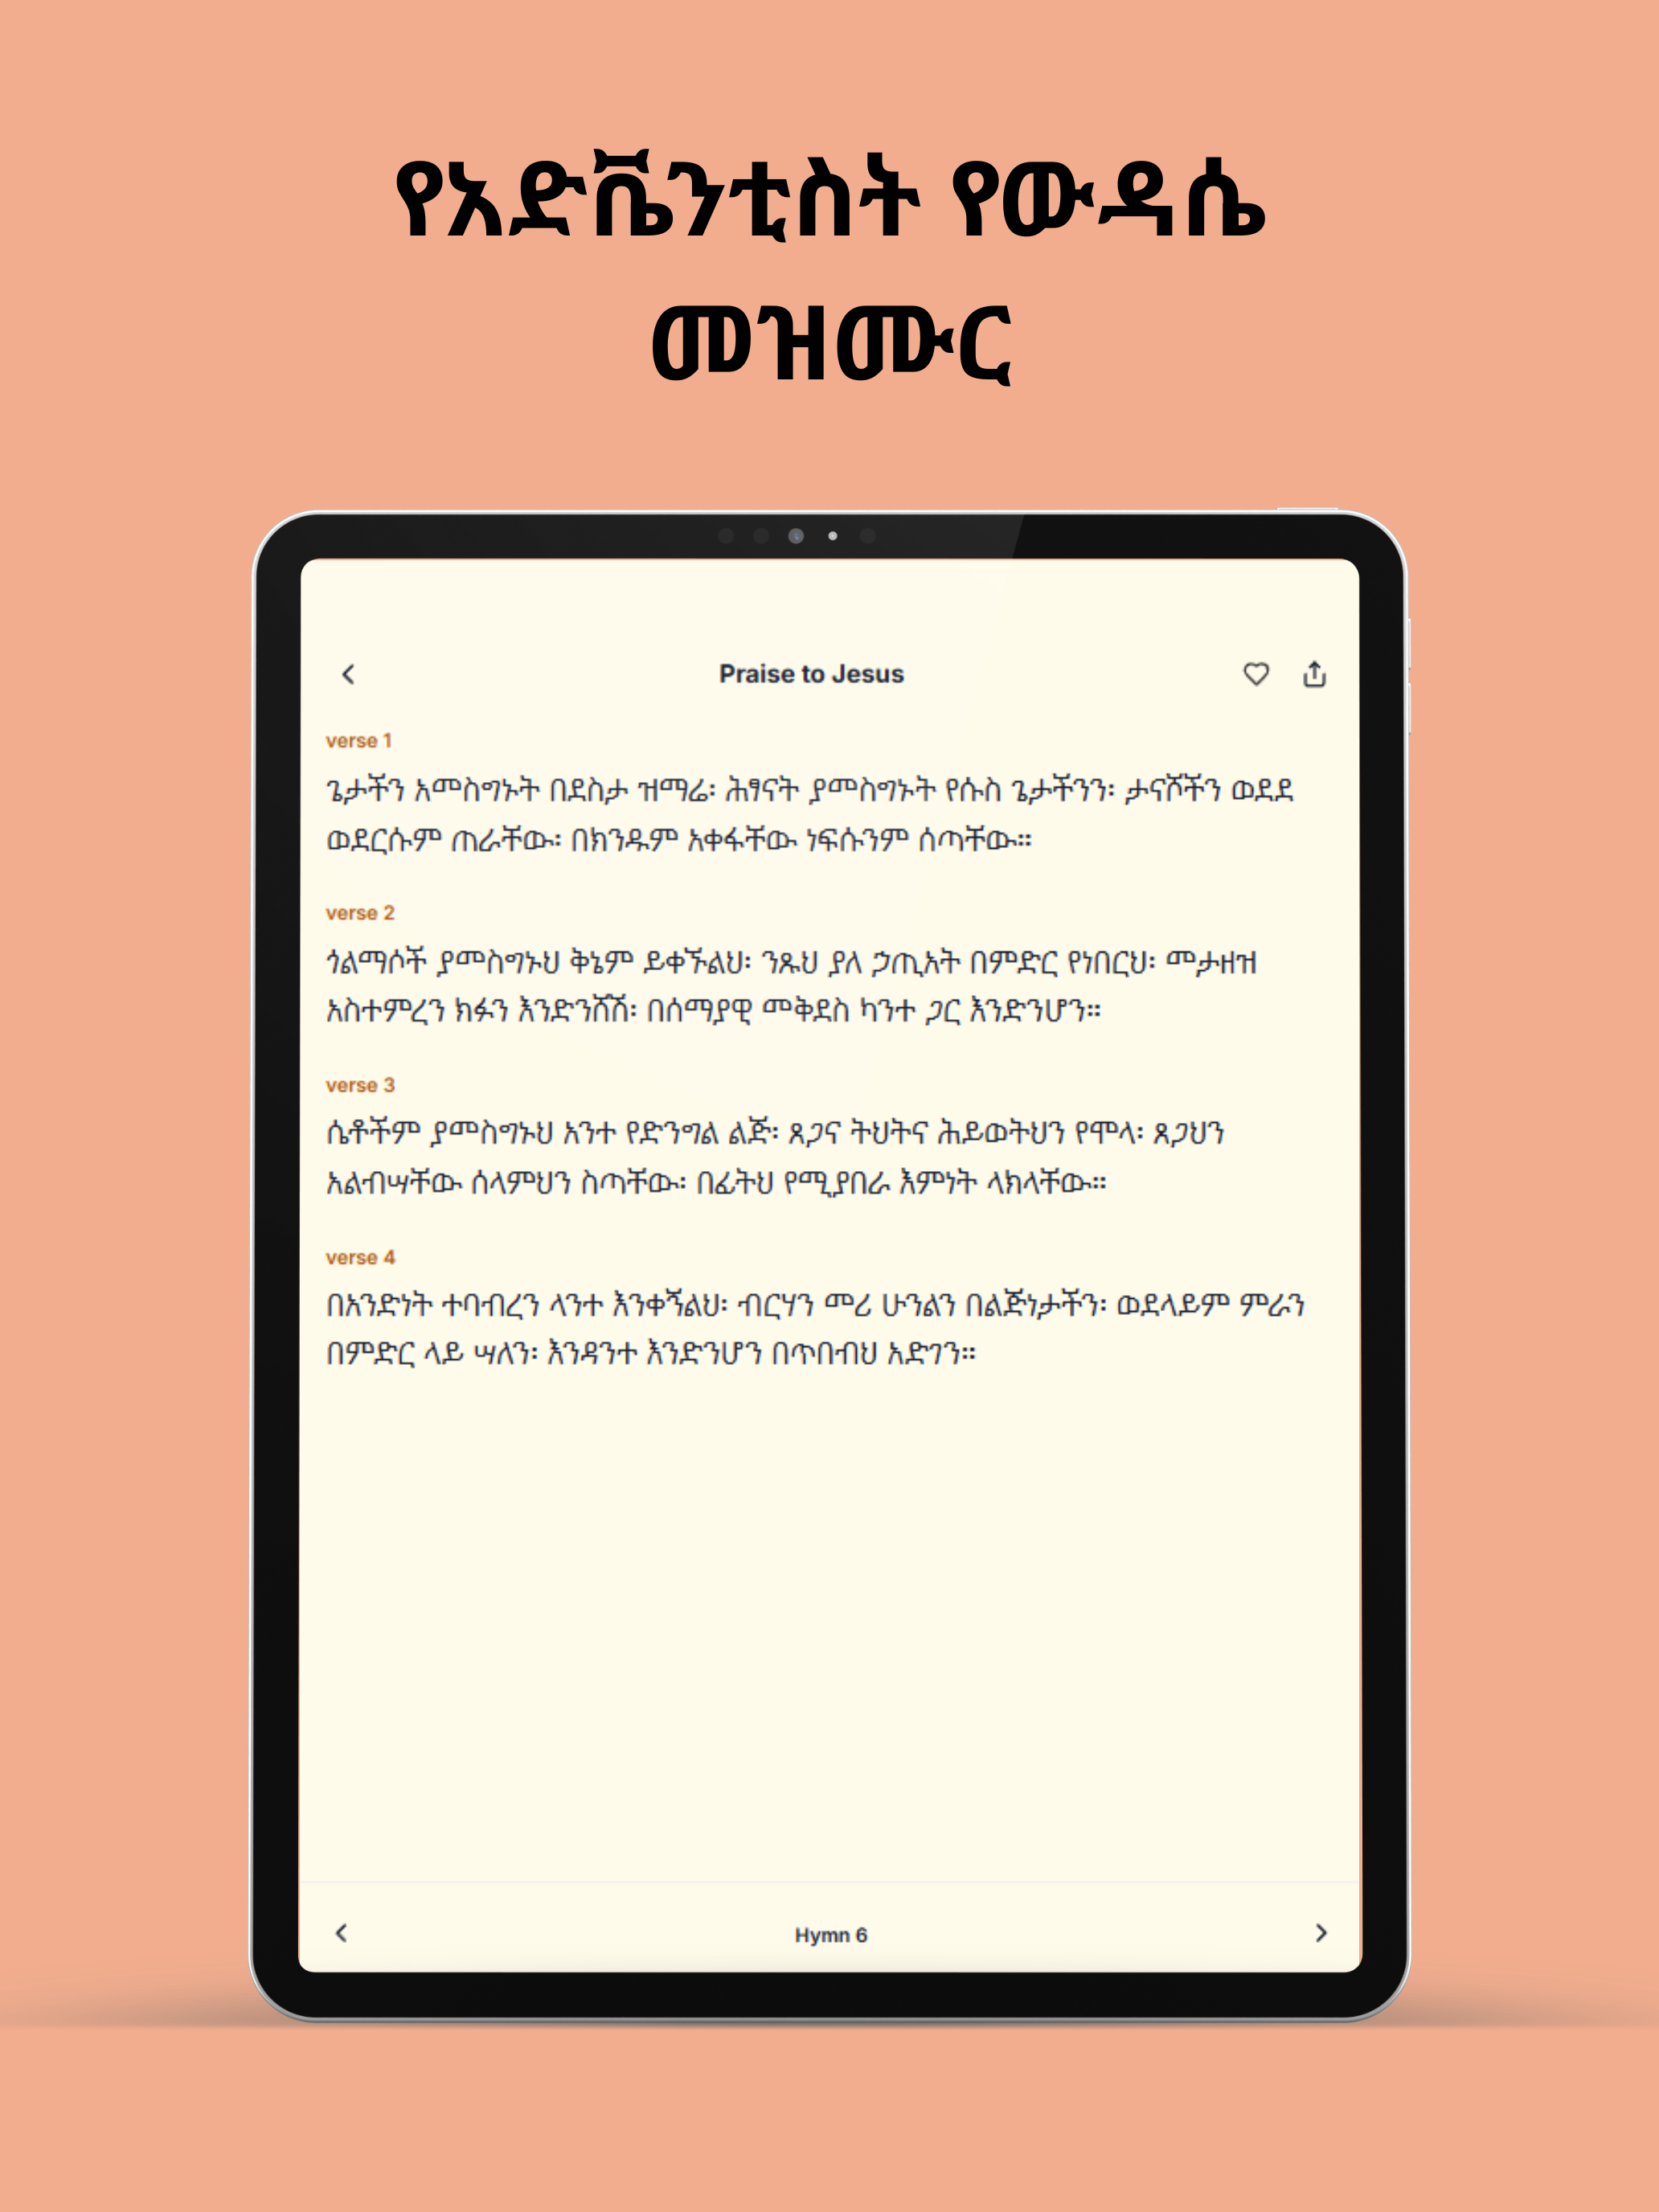 የአድቬንቲስት የውዳሴ
መዝሙር
Praise to Jesus
verse 1
ጌታችን አመስግኑት በደስታ ዝማሬ፡ ሕፃናት ያመስግኑት የሱስ ጌታችንን፡ ታናሾችን ወደደ
ወደርሱም ጠራቸው፡ በክንዱም አቀፋቸው ነፍሱንም ሰጣቸው።
verse 2
ጎልማሶች ያመስግኑህ ቅኔም ይቀኙልህ፡ ንጹህ ያለ ኃጢአት በምድር የነበርህ፡ መታዘዝ
አስተምረን ክፉን እንድንሸሽ፡ በሰማያዊ መቅደስ ካንተ ጋር እንድንሆን።
verse 3
ሴቶችም ያመስግኑህ አንተ የድንግል ልጅ፡ ጸጋና ትህትና ሕይወትህን የሞላ፡ ጸጋህን
አልብሣቸው ሰላምህን ስጣቸው፡ በፊትህ የሚያበራ እምነት ላክላቸው።
verse 4
በአንድነት ተባብረን ላንተ እንቀኝልህ፡ ብርሃን መሪ ሁንልን በልጅነታችን፡ ወደላይም ምራን
በምድር ላይ ሣለን፡ እንዳንተ እንድንሆን በጥበብህ አድገን።
Hymn 6